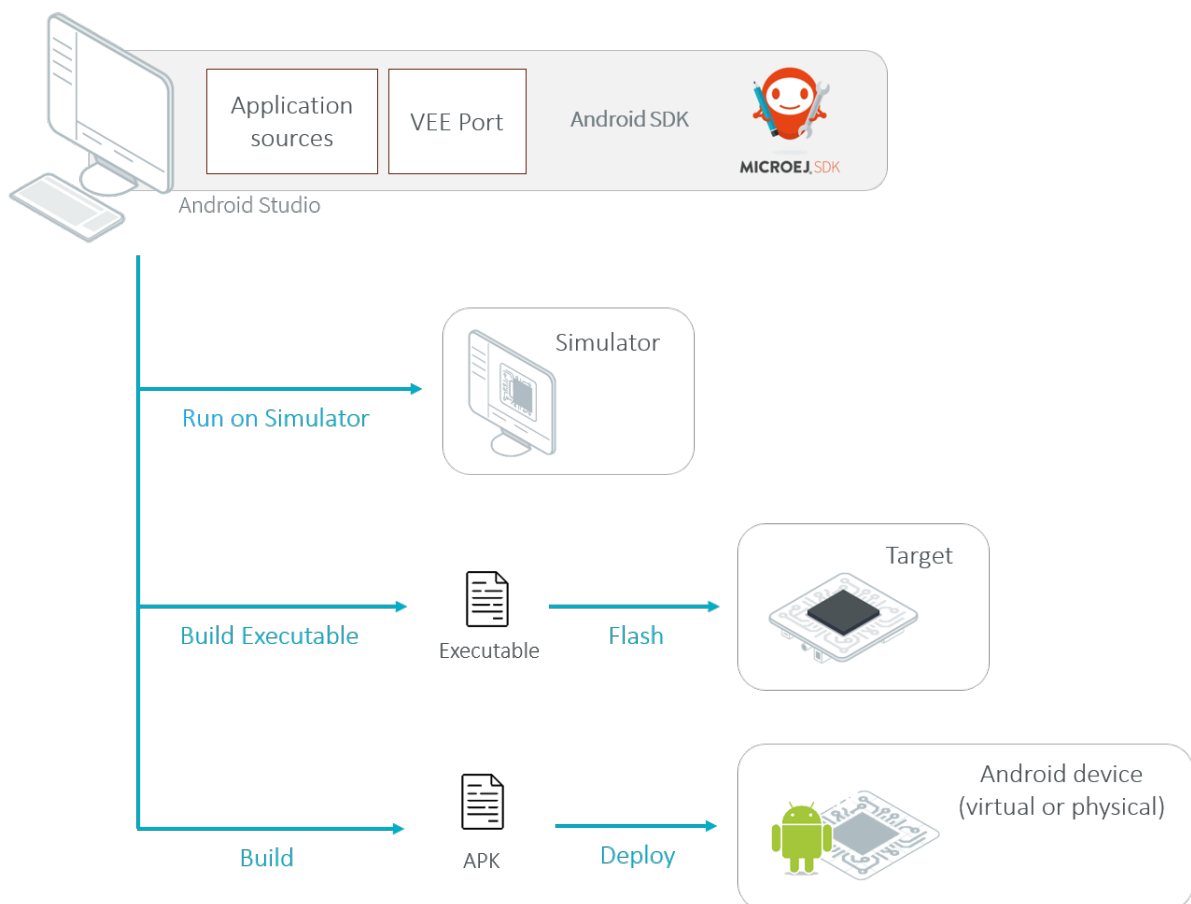 Application
sources
VEE Port
Android SDK
MICROEJ. SDK
Android Studio
Simulator
Run on Simulator
Target
Build Executable
Executable
Flash
Android device
(virtual or physical)
Build
APK
Deploy